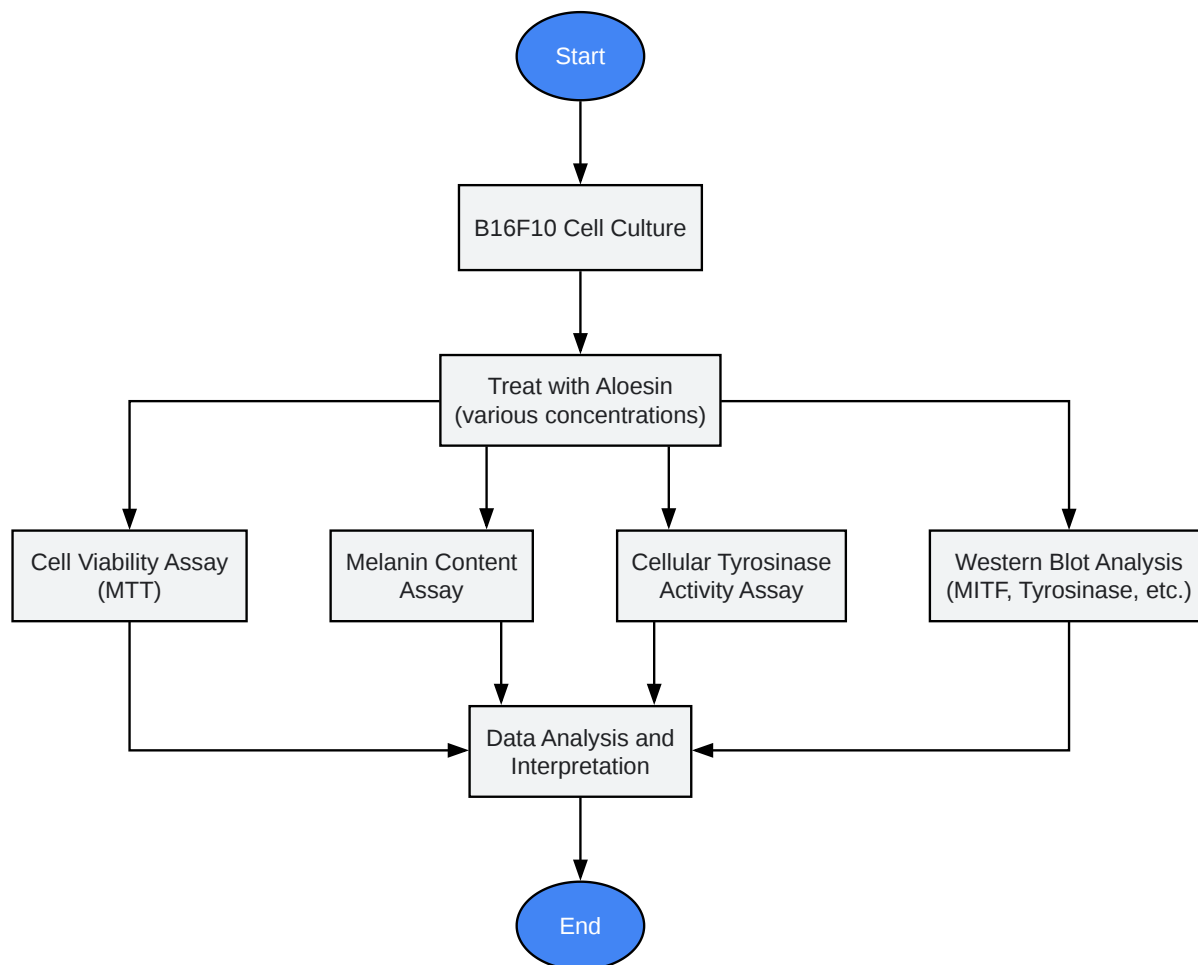 Start
B16F10 Cell Culture
Treat with Aloesin
(various concentrations)
Cell Viability Assay
(MTT)
Melanin Content
Assay
Cellular Tyrosinase
Activity Assay
Western Blot Analysis
(MITF, Tyrosinase, etc.)
Data Analysis and
Interpretation
End